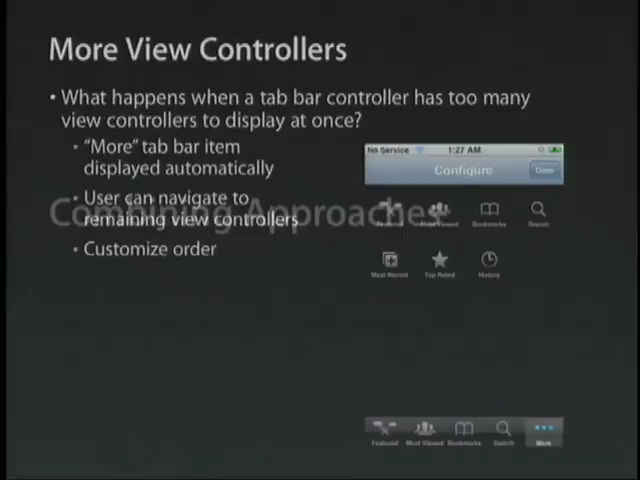 More View Controllers
• What happens when a tab bar controller has too many
view controllers to display at once?
• "More" tab bar item
displayed automatically
• User can navigate to
remaining view controllers
• Customize order
Combining Approaches
No Service 1:27 AM
Configure Done
Featured Most Viewed Bookmarks Search
Most Recent Top Rated History
Featured Most Viewed Bookmarks Search More